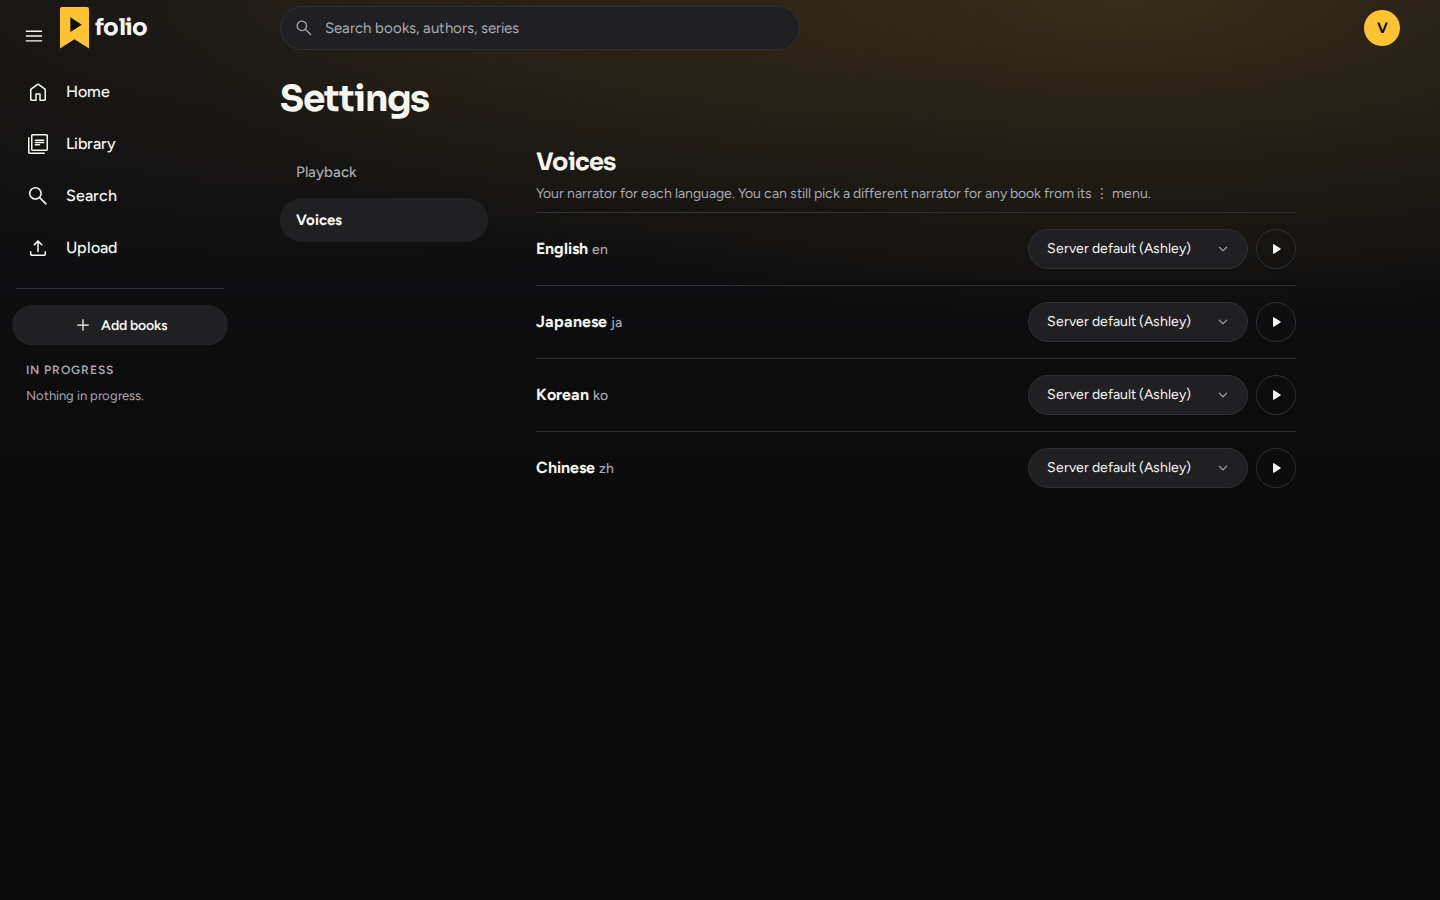 folio
Search books, authors, series
V
Home
Library
Search
Upload
Add books
IN PROGRESS
Nothing in progress.
Settings
Playback
Voices
Voices
Your narrator for each language. You can still pick a different narrator for any book from its ⋮ menu.
English en
Server default (Ashley)
Japanese ja
Server default (Ashley)
Korean ko
Server default (Ashley)
Chinese zh
Server default (Ashley)